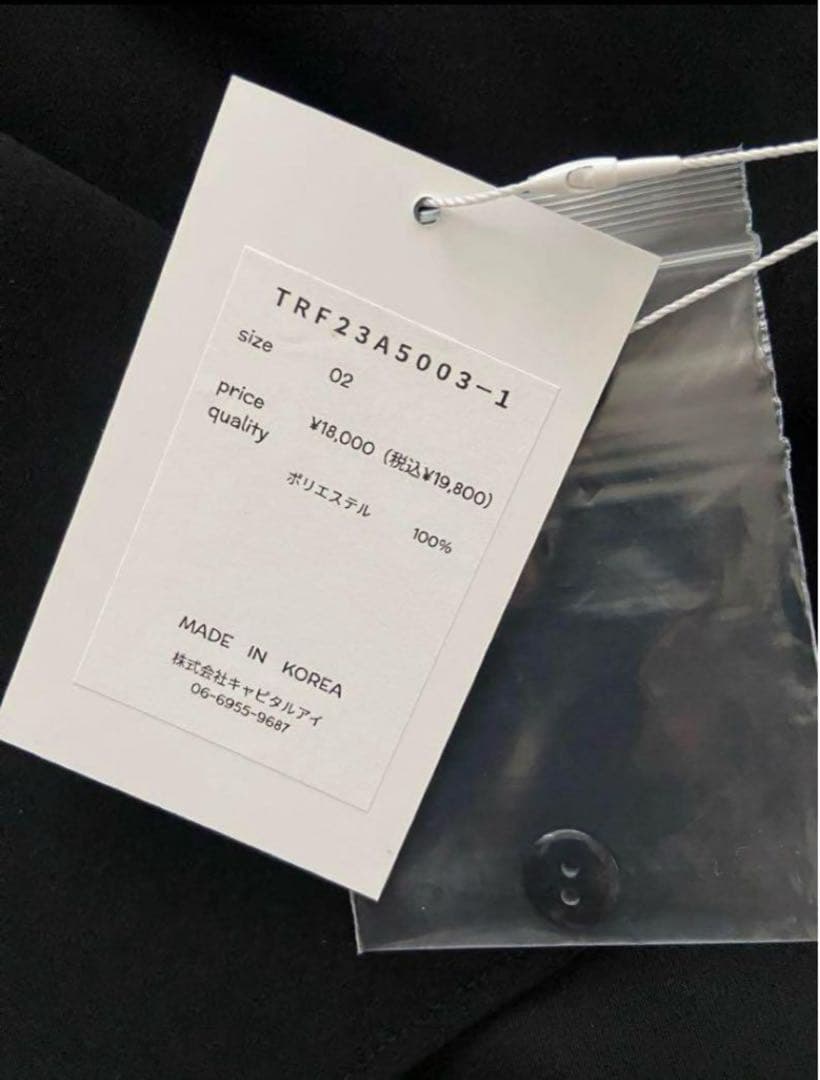 TRF23A5003-1
size 02
price ¥18,000 (税込¥19,800)
quality
ポリエステル 100%
MADE IN KOREA
株式会社キャピタルアイ
06-6955-9687